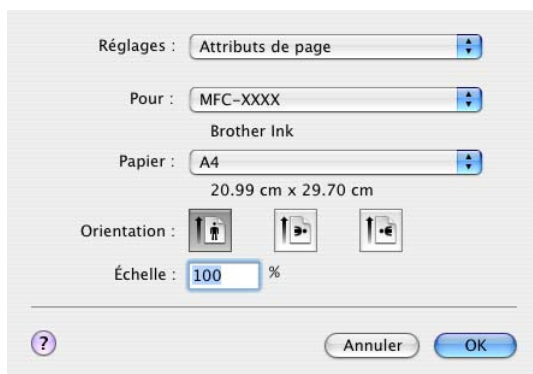 Réglages : Attributs de page
Pour : MFC-XXXX
Brother Ink
Papier : A4
20.99 cm x 29.70 cm
Orientation :
Échelle : 100 %
? Annuler OK